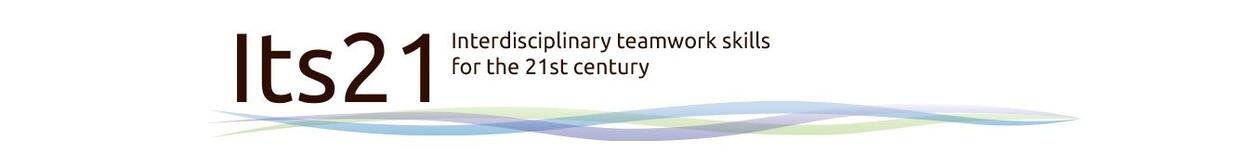 Its21
Interdisciplinary teamwork skills
for the 21st century